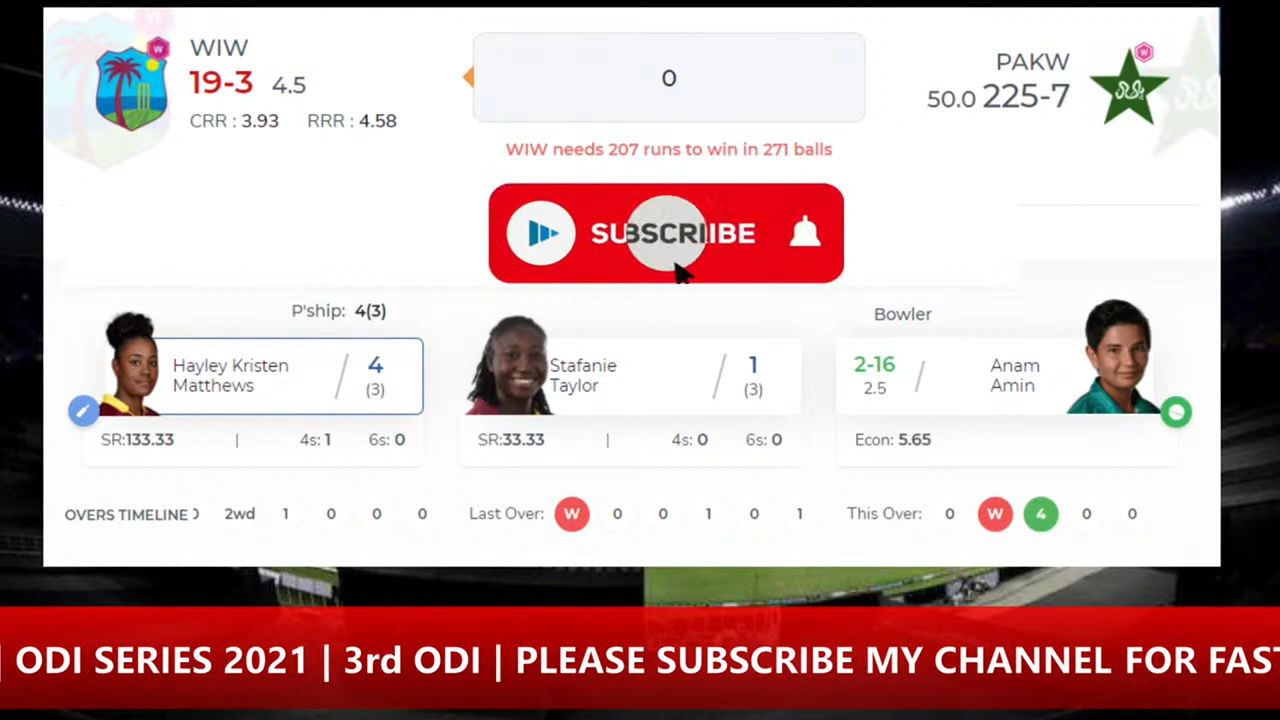 WIW
19-3 4.5
CRR : 3.93 RRR : 4.58
0
PAKW
50.0 225-7
WIW needs 207 runs to win in 271 balls
SUBSCRIBE
P'ship: 4(3)
Bowler
Hayley Kristen Matthews / 4 (3)
SR:133.33 | 4s: 1 6s: 0
Stafanie Taylor / 1 (3)
SR:33.33 | 4s: 0 6s: 0
2-16 2.5 / Anam Amin
Econ: 5.65
OVERS TIMELINE 2wd 1 0 0 0
Last Over: W 0 0 1 0 1
This Over: 0 W 4 0 0
| ODI SERIES 2021 | 3rd ODI | PLEASE SUBSCRIBE MY CHANNEL FOR FAST